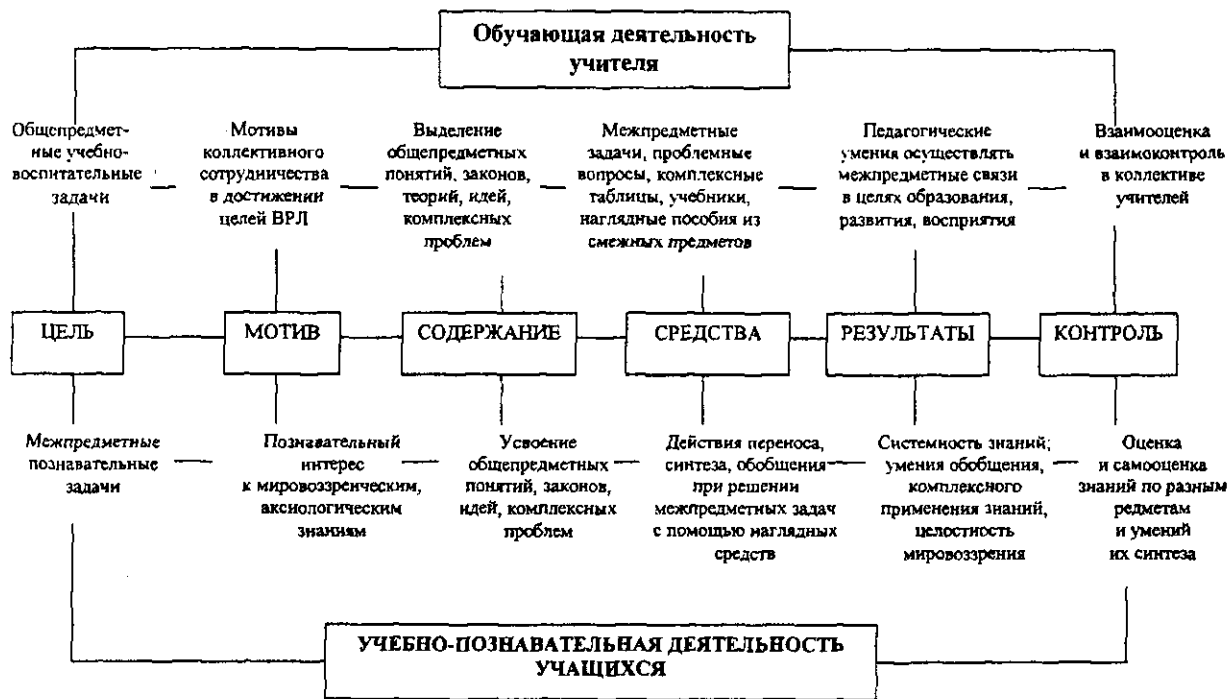 Обучающая деятельность
учителя
Общепредмет-
ные учебно-
воспитательные
задачи
Мотивы
коллективного
сотрудничества
в достижении
целей ВРЛ
Выделение
общепредметных
понятий, законов,
теорий, идей,
комплексных
проблем
Межпредметные
задачи, проблемные
вопросы, комплексные
таблицы, учебники,
наглядные пособия из
смежных предметов
Педагогические
умения осуществлять
межпредметные связи
в целях образования,
развития, восприятия
Взаимооценка
и взаимоконтроль
в коллективе
учителей
ЦЕЛЬ
МОТИВ
СОДЕРЖАНИЕ
СРЕДСТВА
РЕЗУЛЬТАТЫ
КОНТРОЛЬ
Межпредметные
познавательные
задачи
Познавательный
интерес
к мировоззренческим,
аксиологическим
знаниям
Усвоение
общепредметных
понятий, законов,
идей, комплексных
проблем
Действия переноса,
синтеза, обобщения
при решении
межпредметных задач
с помощью наглядных
средств
Системность знаний;
умения обобщения,
комплексного
применения знаний,
целостность
мировоззрения
Оценка
и самооценка
знаний по разным
редметам
и умений
их синтеза
УЧЕБНО-ПОЗНАВАТЕЛЬНАЯ ДЕЯТЕЛЬНОСТЬ
УЧАЩИХСЯ